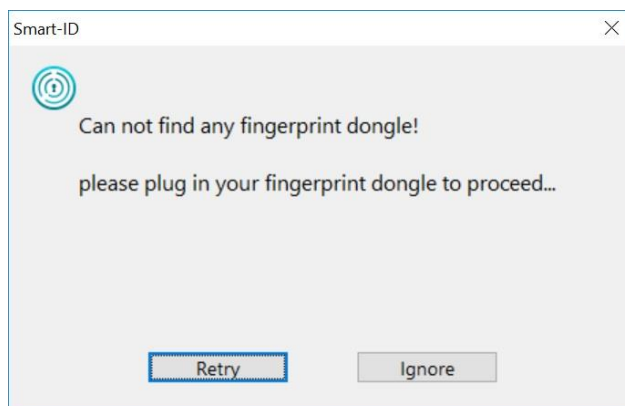 Smart-ID
Can not find any fingerprint dongle!
please plug in your fingerprint dongle to proceed...
Retry
Ignore